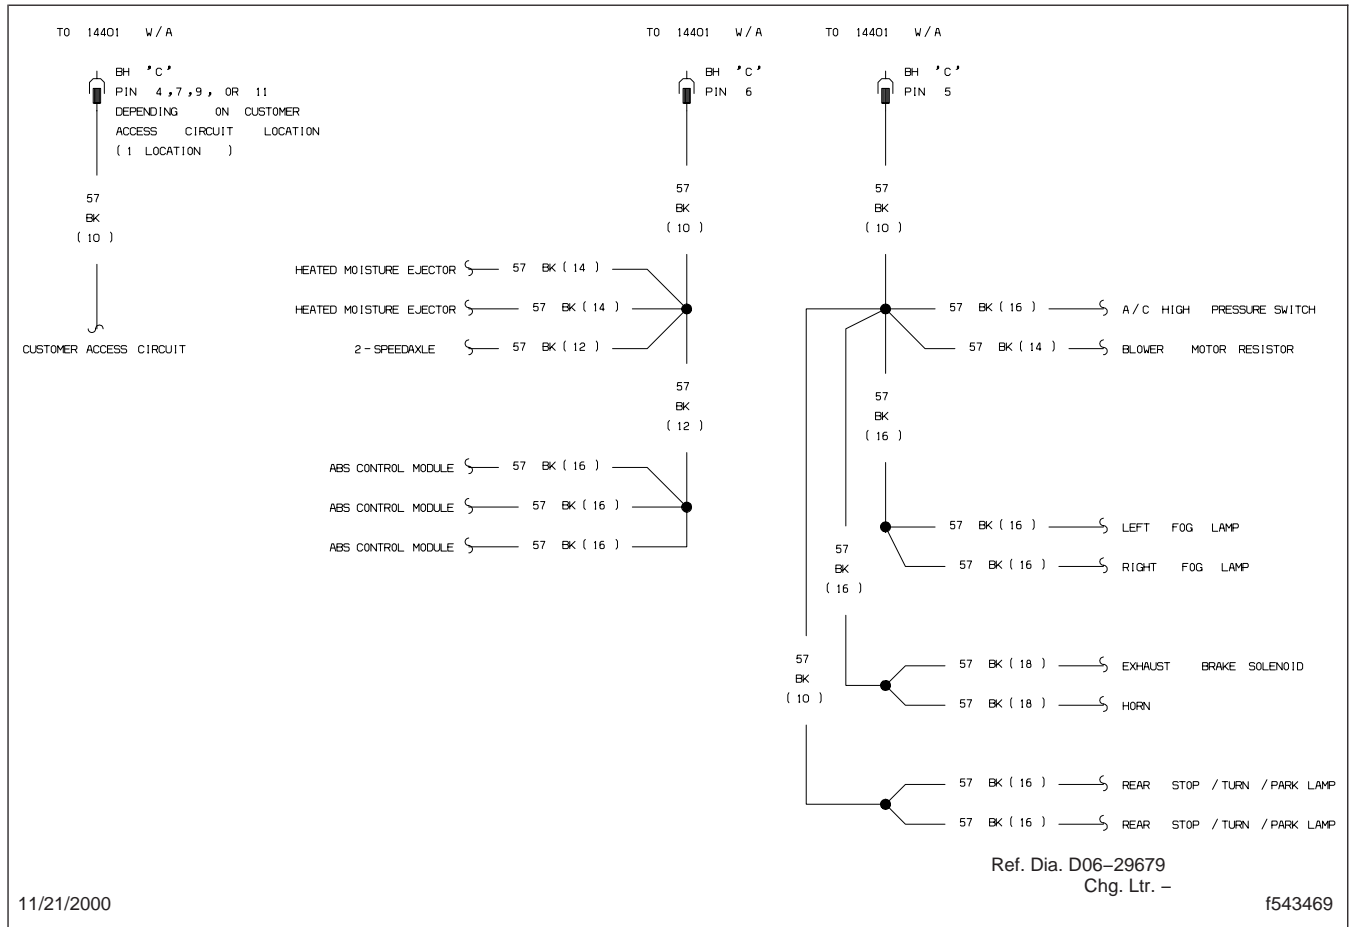 TO 14401 W/A
BH 'C'
PIN 4,7,9, OR 11
DEPENDING ON CUSTOMER
ACCESS CIRCUIT LOCATION
(1 LOCATION )
57
BK
(10 )
CUSTOMER ACCESS CIRCUIT
TO 14401 W/A
BH 'C'
PIN 6
57
BK
(10 )
HEATED MOISTURE EJECTOR 57 BK(14 )
HEATED MOISTURE EJECTOR 57 BK(14 )
2-SPEEDAXLE 57 BK(12 )
57
BK
(12 )
ABS CONTROL MODULE 57 BK(16 )
ABS CONTROL MODULE 57 BK(16 )
ABS CONTROL MODULE 57 BK(16 )
TO 14401 W/A
BH 'C'
PIN 5
57
BK
(10 )
57 BK(16 ) A/C HIGH PRESSURE SWITCH
57 BK(14 ) BLOWER MOTOR RESISTOR
57
BK
(16 )
57 BK(16 ) LEFT FOG LAMP
57 BK(16 ) RIGHT FOG LAMP
57
BK
(16 )
57
BK
(10 )
57 BK(18 ) EXHAUST BRAKE SOLENOID
57 BK(18 ) HORN
57 BK(16 ) REAR STOP /TURN /PARK LAMP
57 BK(16 ) REAR STOP /TURN /PARK LAMP
Ref. Dia. D06–29679
Chg. Ltr. –
11/21/2000
f543469